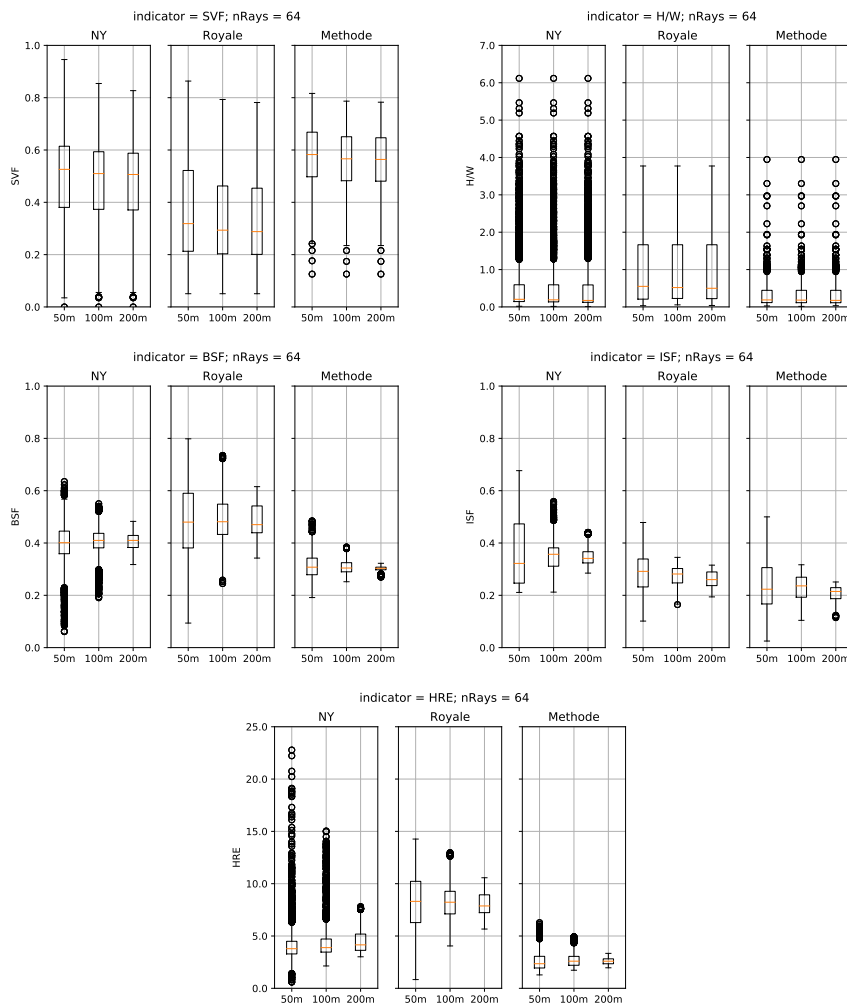 indicator = SVF; nRays = 64
NY Royale Methode
1.0
0.8
0.6
0.4
0.2
0.0
SVF
50m 100m 200m 50m 100m 200m 50m 100m 200m
indicator = H/W; nRays = 64
NY Royale Methode
7.0
6.0
5.0
4.0
3.0
2.0
1.0
0.0
H/W
50m 100m 200m 50m 100m 200m 50m 100m 200m
indicator = BSF; nRays = 64
NY Royale Methode
1.0
0.8
0.6
0.4
0.2
0.0
BSF
50m 100m 200m 50m 100m 200m 50m 100m 200m
indicator = ISF; nRays = 64
NY Royale Methode
1.0
0.8
0.6
0.4
0.2
0.0
ISF
50m 100m 200m 50m 100m 200m 50m 100m 200m
indicator = HRE; nRays = 64
NY Royale Methode
25.0
20.0
15.0
10.0
5.0
0.0
HRE
50m 100m 200m 50m 100m 200m 50m 100m 200m